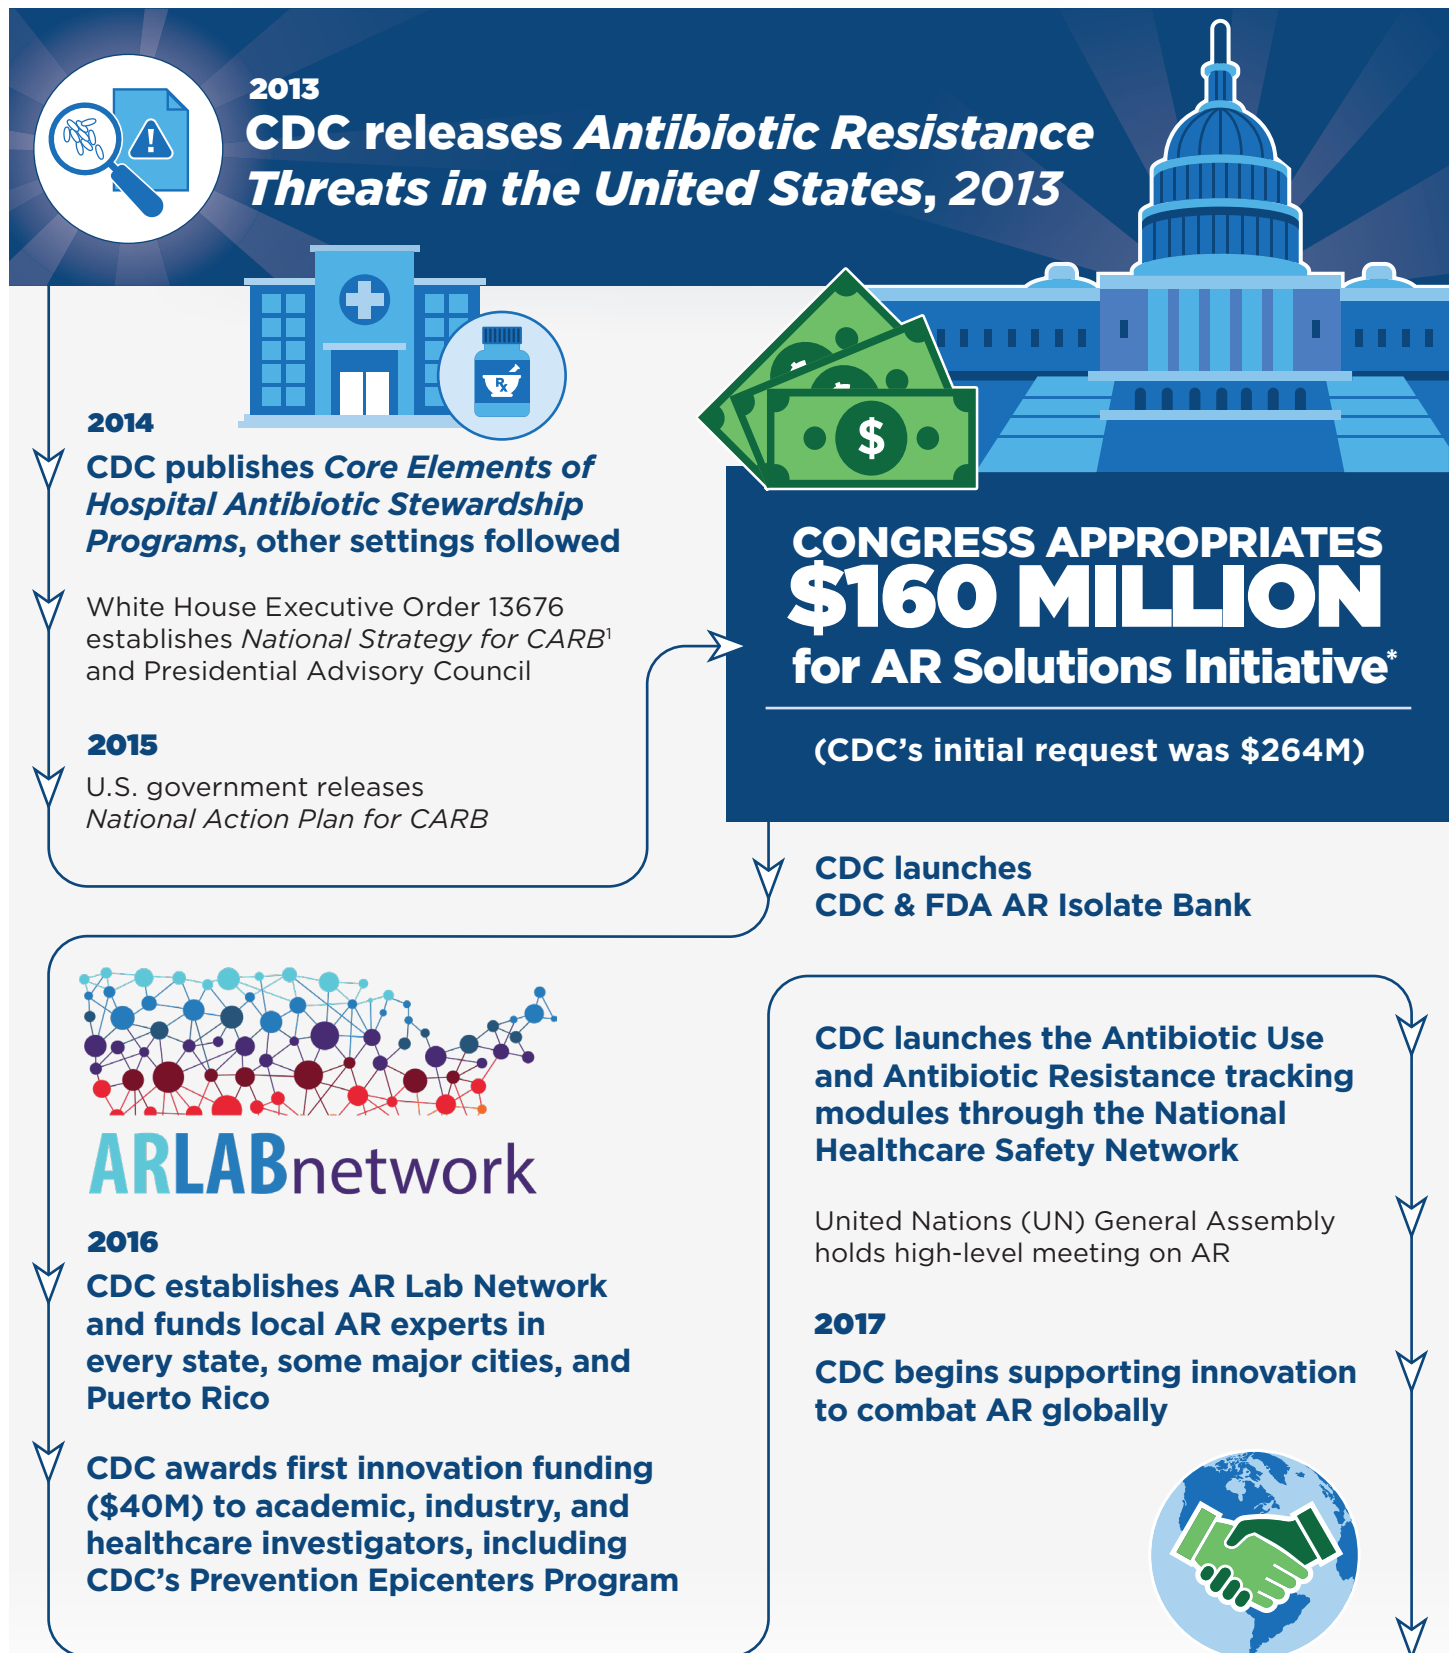 2013
CDC releases Antibiotic Resistance
Threats in the United States, 2013
Rx
2014
CDC publishes Core Elements of
Hospital Antibiotic Stewardship
Programs, other settings followed
White House Executive Order 13676
establishes National Strategy for CARB¹
and Presidential Advisory Council
2015
U.S. government releases
National Action Plan for CARB
$
CONGRESS APPROPRIATES
$160 MILLION
for AR Solutions Initiative*
(CDC’s initial request was $264M)
CDC launches
CDC & FDA AR Isolate Bank
ARLABnetwork
2016
CDC establishes AR Lab Network
and funds local AR experts in
every state, some major cities, and
Puerto Rico
CDC awards first innovation funding
($40M) to academic, industry, and
healthcare investigators, including
CDC’s Prevention Epicenters Program
CDC launches the Antibiotic Use
and Antibiotic Resistance tracking
modules through the National
Healthcare Safety Network
United Nations (UN) General Assembly
holds high-level meeting on AR
2017
CDC begins supporting innovation
to combat AR globally